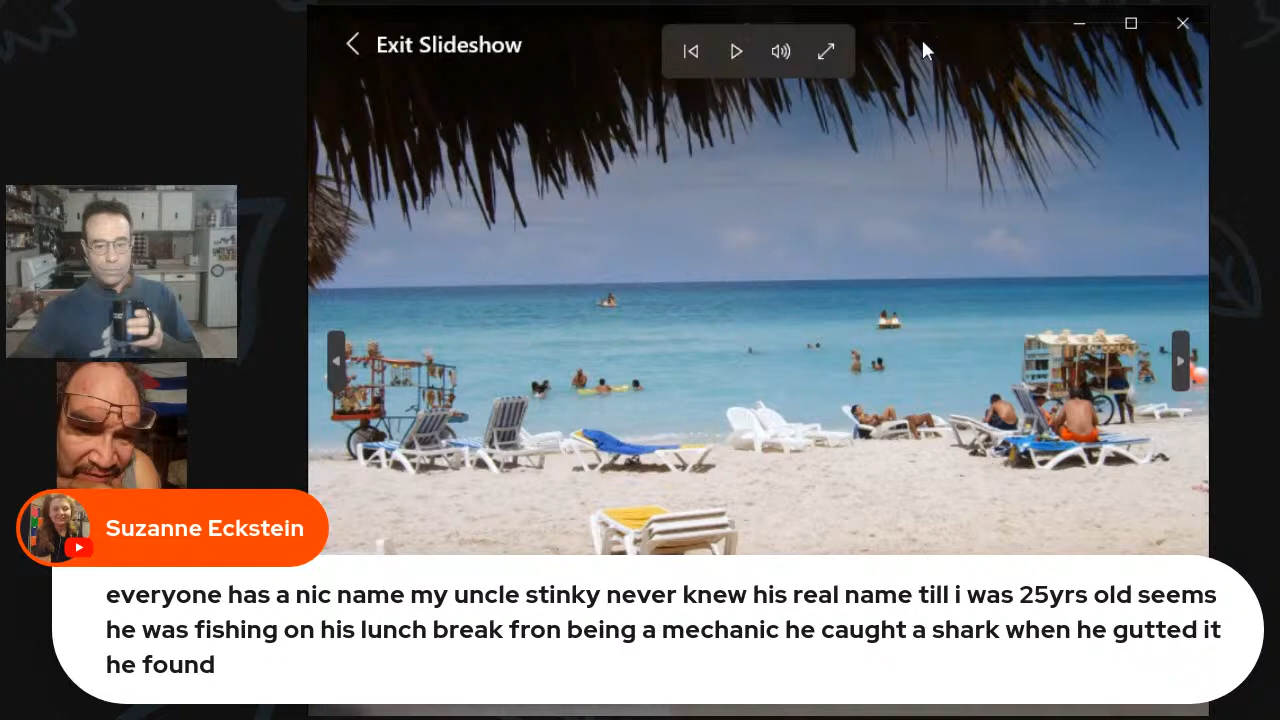 Exit Slideshow
Suzanne Eckstein
everyone has a nic name my uncle stinky never knew his real name till i was 25yrs old seems
he was fishing on his lunch break fron being a mechanic he caught a shark when he gutted it
he found